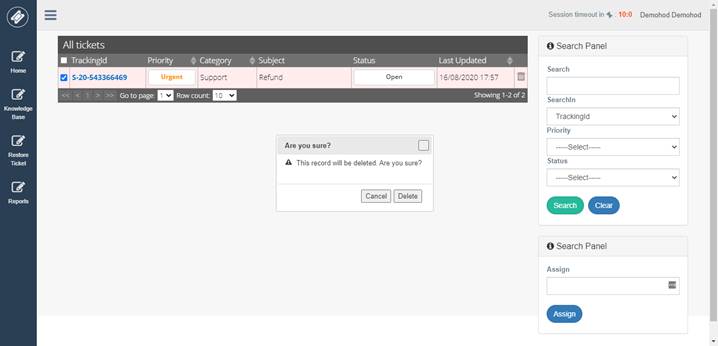 Session timeout in : 10:0 Demohod Demohod
Home
Knowledge
Base
Restore
Ticket
Reports
All tickets
TrackingId Priority Category Subject Status Last Updated
S-20-543366469 Urgent Support Refund Open 16/08/2020 17:57
<< < 1 > >> Go to page: 1 Row count: 10 Showing 1-2 of 2
Are you sure?
This record will be deleted. Are you sure?
Cancel Delete
Search Panel
Search
SearchIn
TrackingId
Priority
-----Select-----
Status
-----Select-----
Search Clear
Search Panel
Assign
Assign